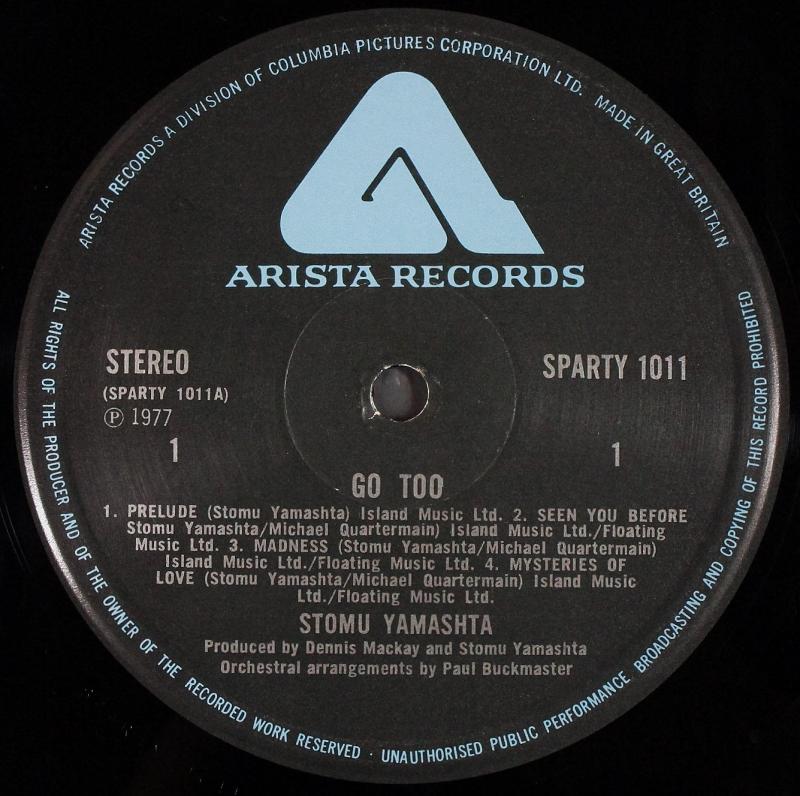 ARISTA RECORDS A DIVISION OF COLUMBIA PICTURES CORPORATION LTD. MADE IN GREAT BRITAIN
ARISTA RECORDS
STEREO
SPARTY 1011
(SPARTY 1011A)
Ⓟ 1977
1
1
GO TOO
1. PRELUDE (Stomu Yamashta) Island Music Ltd. 2. SEEN YOU BEFORE
Stomu Yamashta/Michael Quartermain) Island Music Ltd./Floating
Music Ltd. 3. MADNESS (Stomu Yamashta/Michael Quartermain)
Island Music Ltd./Floating Music Ltd. 4. MYSTERIES OF
LOVE (Stomu Yamashta/Michael Quartermain) Island Music
Ltd./Floating Music Ltd.
STOMU YAMASHTA
Produced by Dennis Mackay and Stomu Yamashta
Orchestral arrangements by Paul Buckmaster
ALL RIGHTS OF THE PRODUCER AND OF THE OWNER OF THE RECORDED WORK RESERVED · UNAUTHORISED PUBLIC PERFORMANCE BROADCASTING AND COPYING OF THIS RECORD PROHIBITED